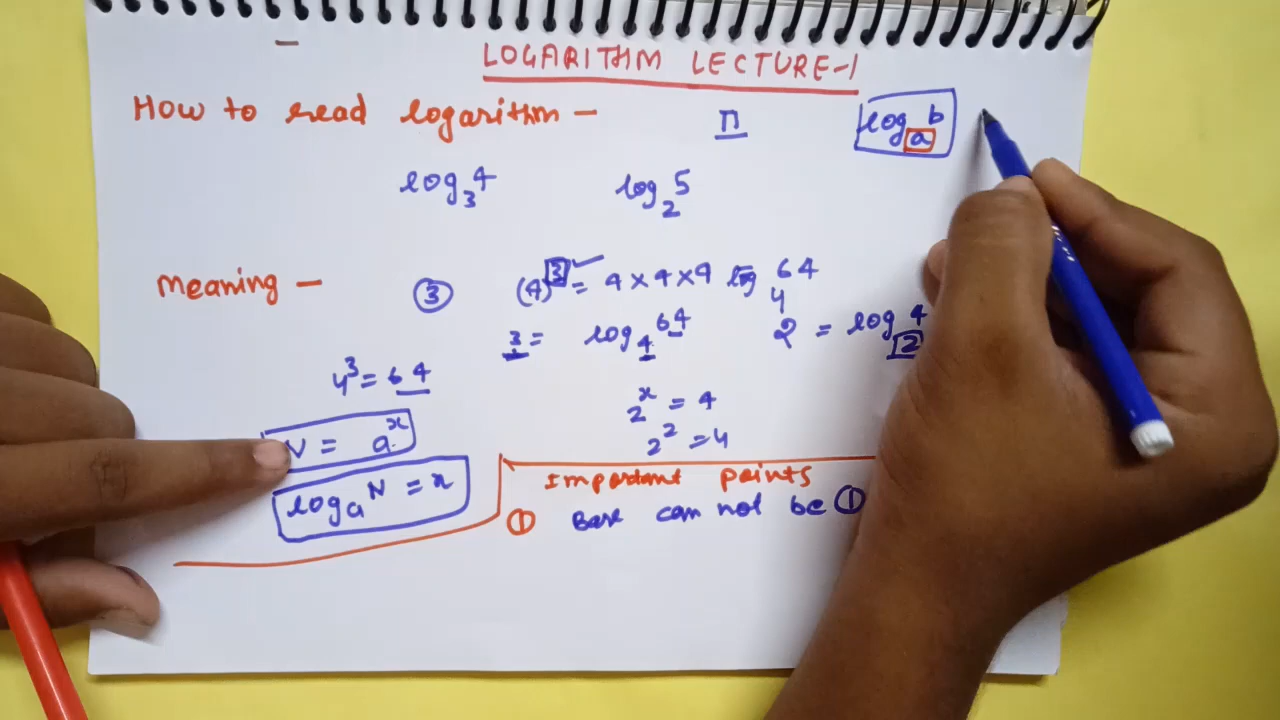 LOGARITHM LECTURE-1
How to read logarithm –
log_a b
log_3 4 log_2 5
Meaning – ③ (4)^3 = 4×4×4 log_4 64
3 = log_4 64 2 = log_2 4
4^3 = 64 2^x = 4
= a^x 2^2 = 4
log_a N = x Important points
① Base can not be ①